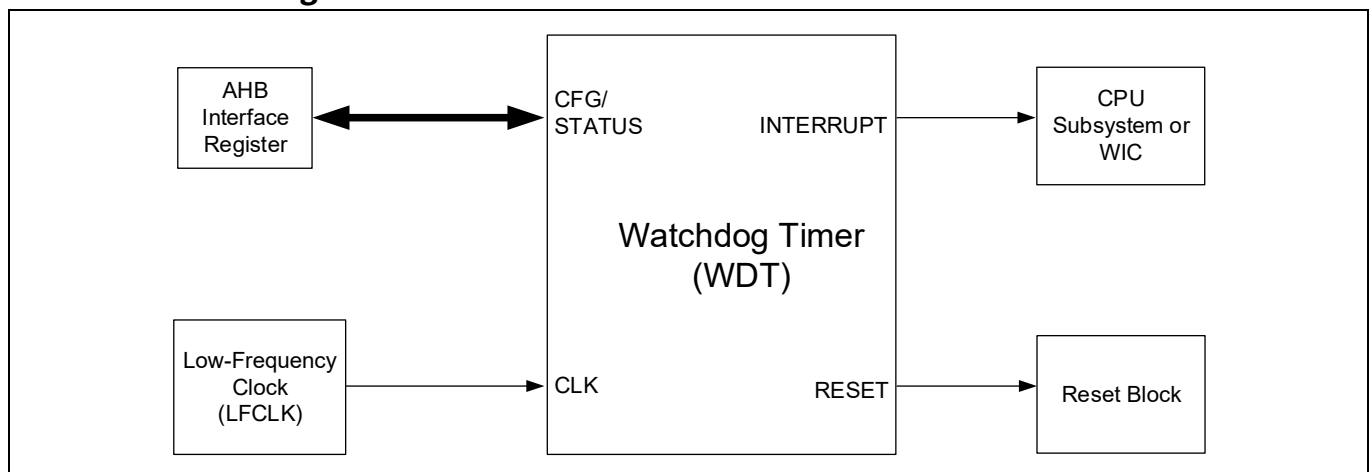 AHB
Interface
Register
CFG/
STATUS
INTERRUPT
CPU
Subsystem or
WIC
Watchdog Timer
(WDT)
Low-Frequency
Clock
(LFCLK)
CLK
RESET
Reset Block